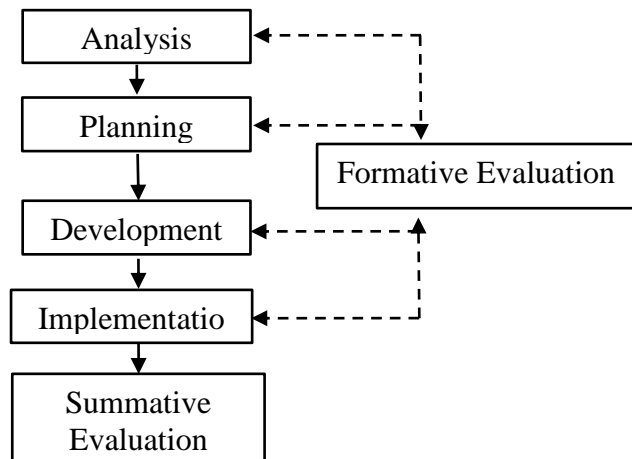 Analysis
Planning
Formative Evaluation
Development
Implementatio
Summative
Evaluation